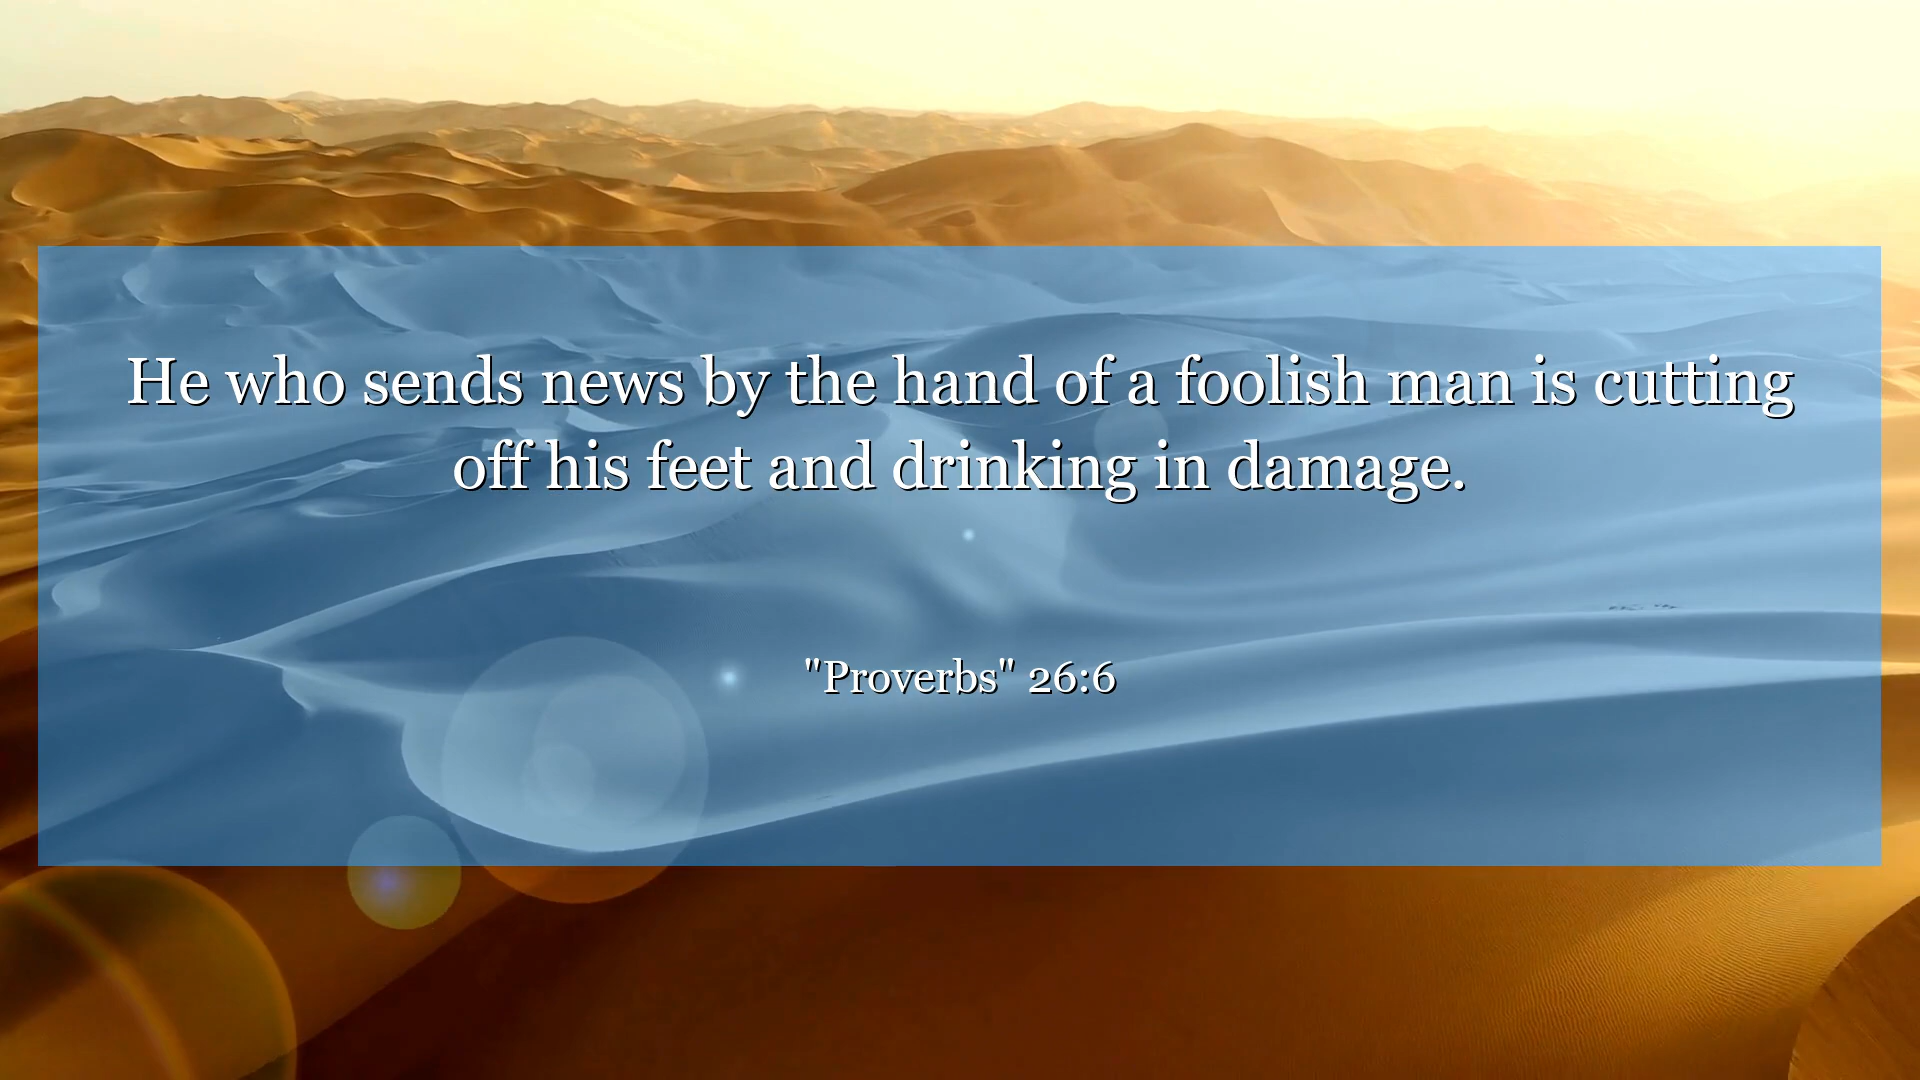 He who sends news by the hand of a foolish man is cutting
off his feet and drinking in damage.
"Proverbs" 26:6